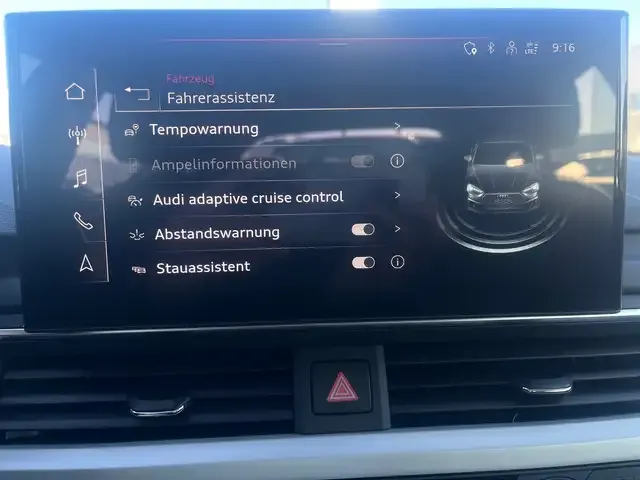 9:16
Fahrzeug
Fahrerassistenz
Tempowarnung
Ampelinformationen
Audi adaptive cruise control
Abstandswarnung
Stauassistent